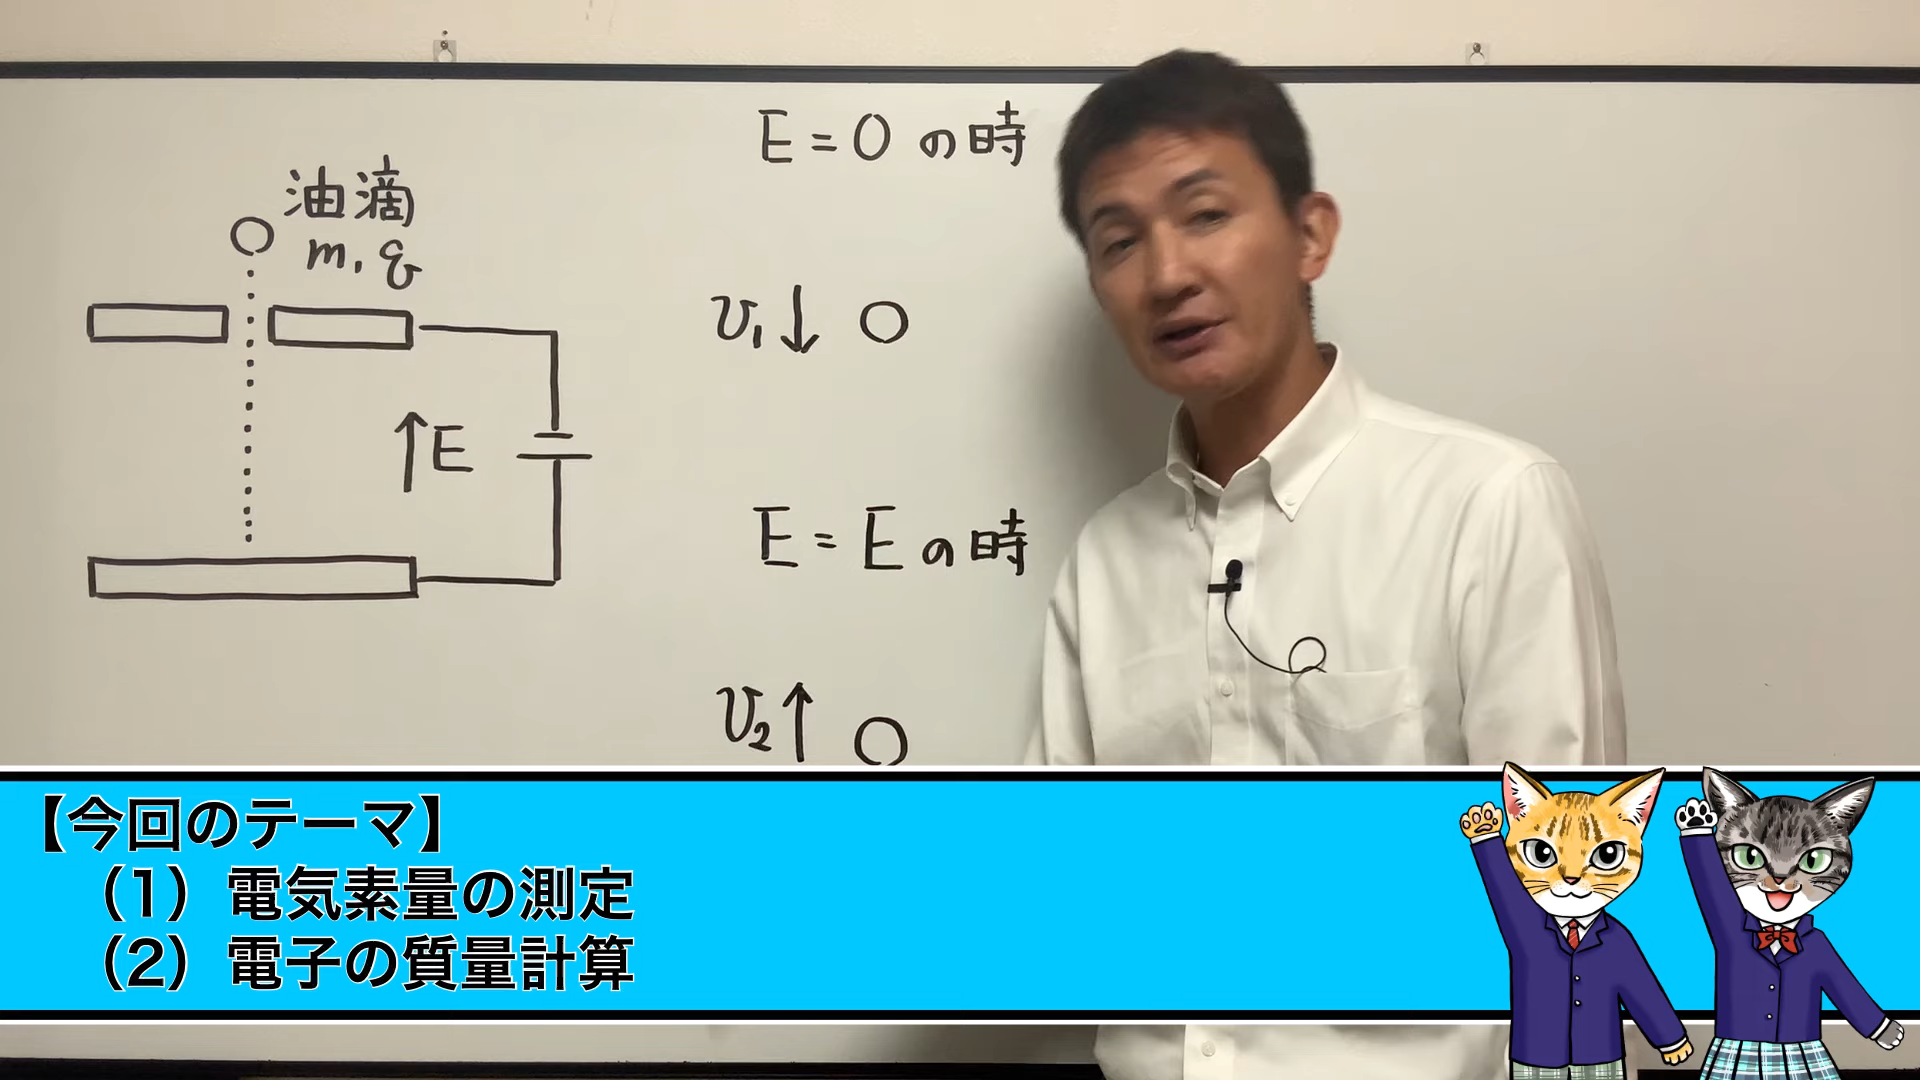 油滴
m, q
E
E = 0 の時
v₁↓
E = E の時
v₂↑
【今回のテーマ】
(1) 電気素量の測定
(2) 電子の質量計算